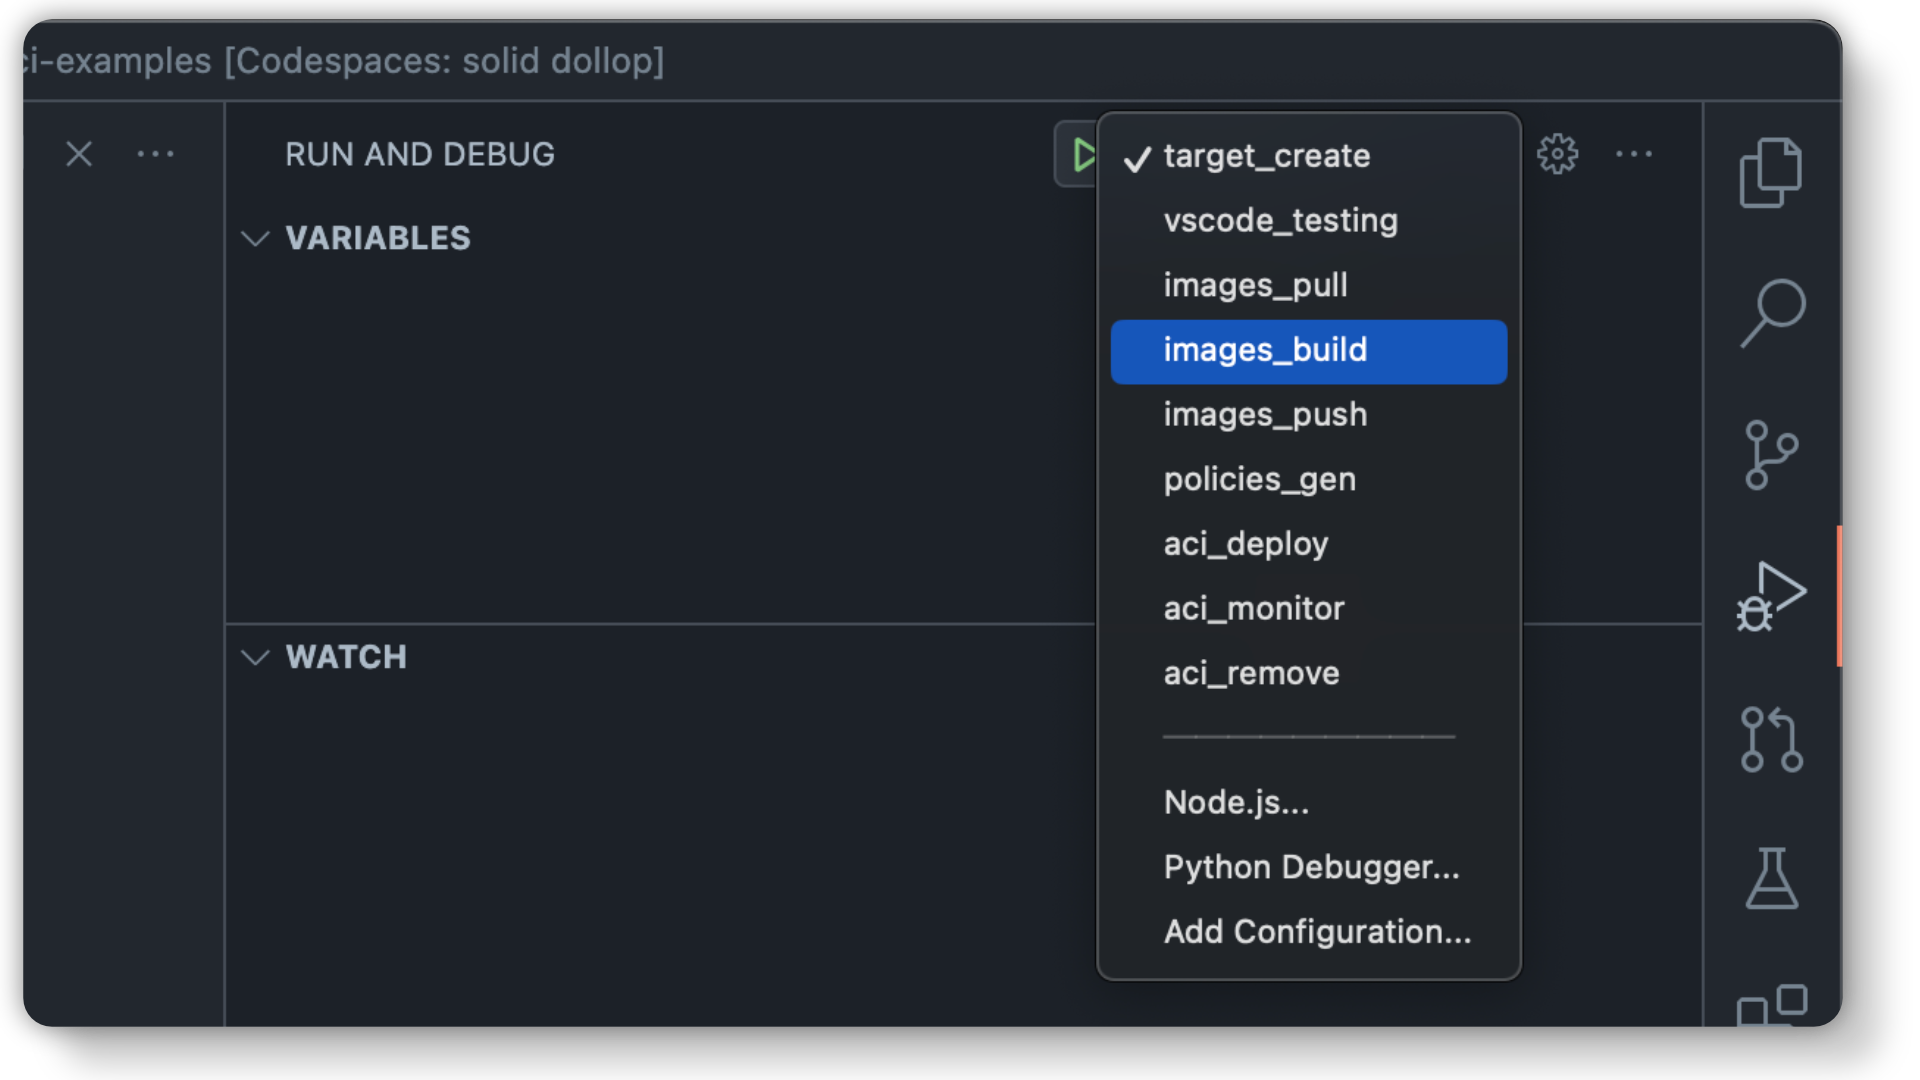 ci-examples [Codespaces: solid dollop]
RUN AND DEBUG
VARIABLES
WATCH
target_create
vscode_testing
images_pull
images_build
images_push
policies_gen
aci_deploy
aci_monitor
aci_remove
Node.js...
Python Debugger...
Add Configuration...